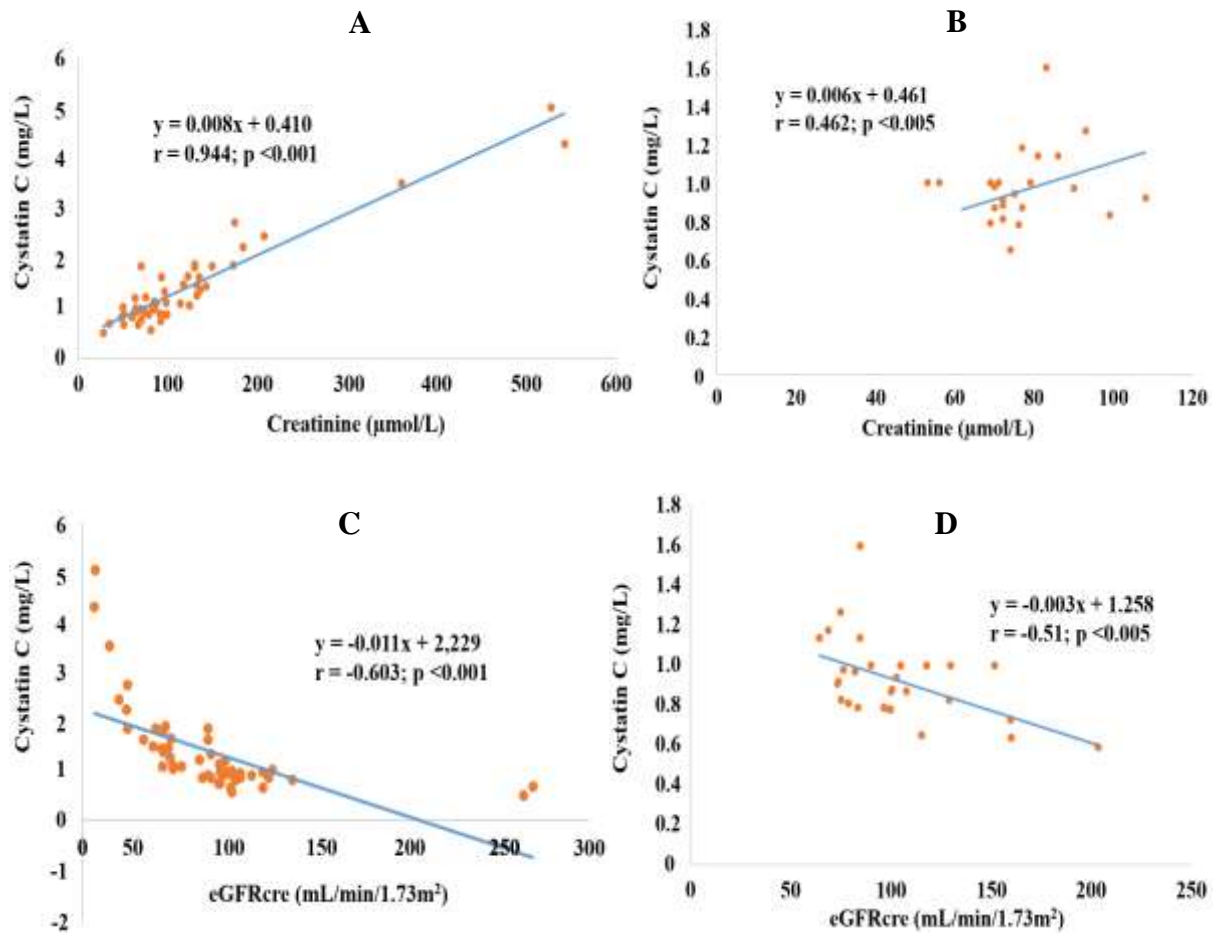 A
6
5
4
3
2
1
0
Cystatin C (mg/L)
y = 0.008x + 0.410
r = 0.944; p <0.001
0 100 200 300 400 500 600
Creatinine (µmol/L)
B
1.8
1.6
1.4
1.2
1.0
0.8
0.6
0.4
0.2
0
Cystatin C (mg/L)
y = 0.006x + 0.461
r = 0.462; p <0.005
0 20 40 60 80 100 120
Creatinine (µmol/L)
C
6
5
4
3
2
1
0
-1
-2
Cystatin C (mg/L)
y = -0.011x + 2,229
r = -0.603; p <0.001
0 50 100 150 200 250 300
eGFRcre (mL/min/1.73m²)
D
1.8
1.6
1.4
1.2
1.0
0.8
0.6
0.4
0.2
0
Cystatin C (mg/L)
y = -0.003x + 1.258
r = -0.51; p <0.005
0 50 100 150 200 250
eGFRcre (mL/min/1.73m²)